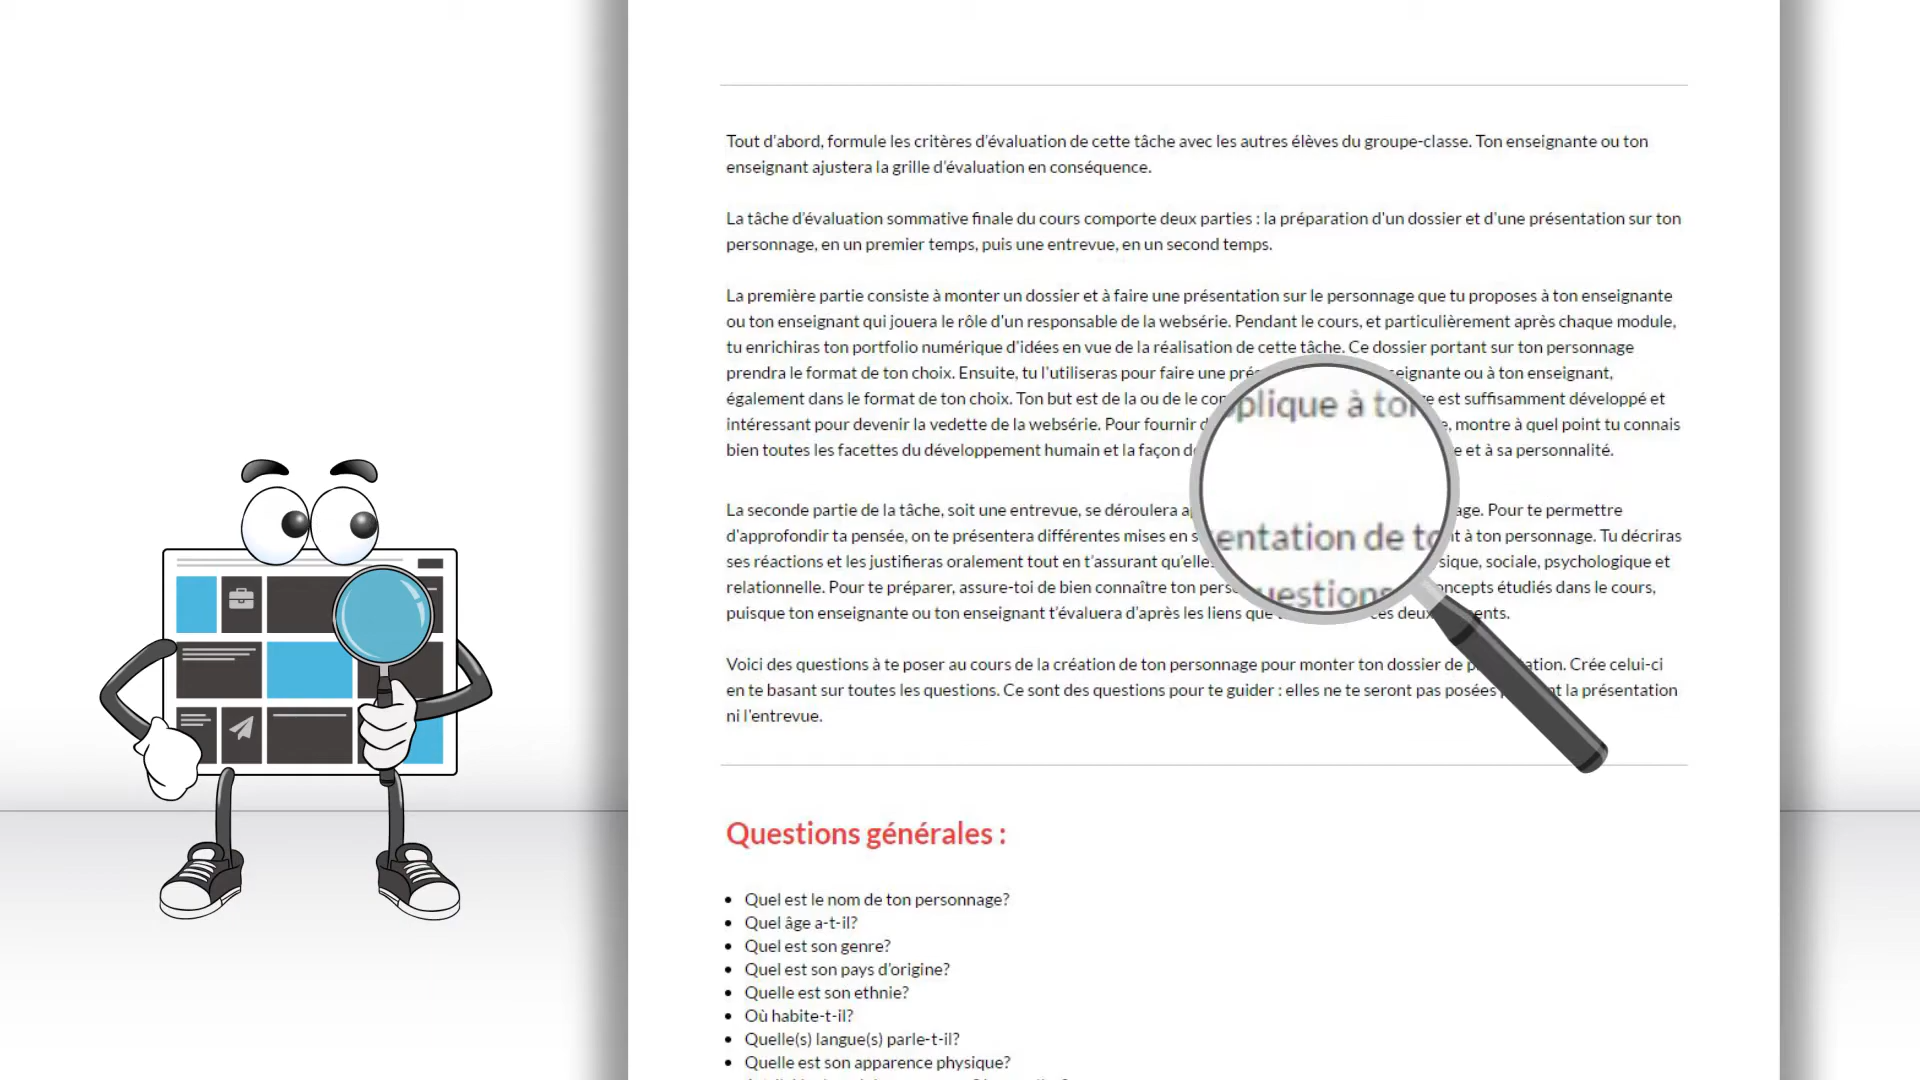 Tout d'abord, formule les critères d'évaluation de cette tâche avec les autres élèves du groupe-classe. Ton enseignante ou ton
enseignant ajustera la grille d'évaluation en conséquence.
La tâche d'évaluation sommative finale du cours comporte deux parties : la préparation d'un dossier et d'une présentation sur ton
personnage, en un premier temps, puis une entrevue, en un second temps.
La première partie consiste à monter un dossier et à faire une présentation sur le personnage que tu proposes à ton enseignante
ou ton enseignant qui jouera le rôle d'un responsable de la websérie. Pendant le cours, et particulièrement après chaque module,
tu enrichiras ton portfolio numérique d'idées en vue de la réalisation de cette tâche. Ce dossier portant sur ton personnage
prendra le format de ton choix. Ensuite, tu l'utiliseras pour faire une ou à ton enseignant,
également dans le format de ton choix. Ton but est de la ou de le est suffisamment développé et
intéressant pour devenir la vedette de la websérie. Pour fournir montre à quel point tu connais
bien toutes les facettes du développement humain et la façon et à sa personnalité.
plique à
La seconde partie de la tâche, soit une entrevue, se déroulera Pour te permettre
d'approfondir ta pensée, on te présentera différentes mises en à ton personnage. Tu décriras
entation de
ses réactions et les justifieras oralement tout en t'assurant sociale, psychologique et
relationnelle. Pour te préparer, assure-toi de bien connaître ton étudiés dans le cours,
uestions
puisque ton enseignante ou ton enseignant t'évaluera d'après les liens que ces deux
Voici des questions à te poser au cours de la création de ton personnage pour monter ton dossier de Crée celui-ci
en te basant sur toutes les questions. Ce sont des questions pour te guider : elles ne te seront pas posées la présentation
ni l'entrevue.
Questions générales :
• Quel est le nom de ton personnage?
• Quel âge a-t-il?
• Quel est son genre?
• Quel est son pays d'origine?
• Quelle est son ethnie?
• Où habite-t-il?
• Quelle(s) langue(s) parle-t-il?
• Quelle est son apparence physique?